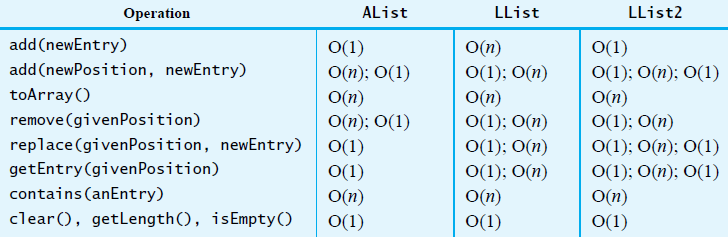 Operation AList LList LList2
add(newEntry) O(1) O(n) O(1)
add(newPosition, newEntry) O(n); O(1) O(1); O(n) O(1); O(n); O(1)
toArray() O(n) O(n) O(n)
remove(givenPosition) O(n); O(1) O(1); O(n) O(1); O(n)
replace(givenPosition, newEntry) O(1) O(1); O(n) O(1); O(n); O(1)
getEntry(givenPosition) O(1) O(1); O(n) O(1); O(n); O(1)
contains(anEntry) O(n) O(n) O(n)
clear(), getLength(), isEmpty() O(1) O(1) O(1)